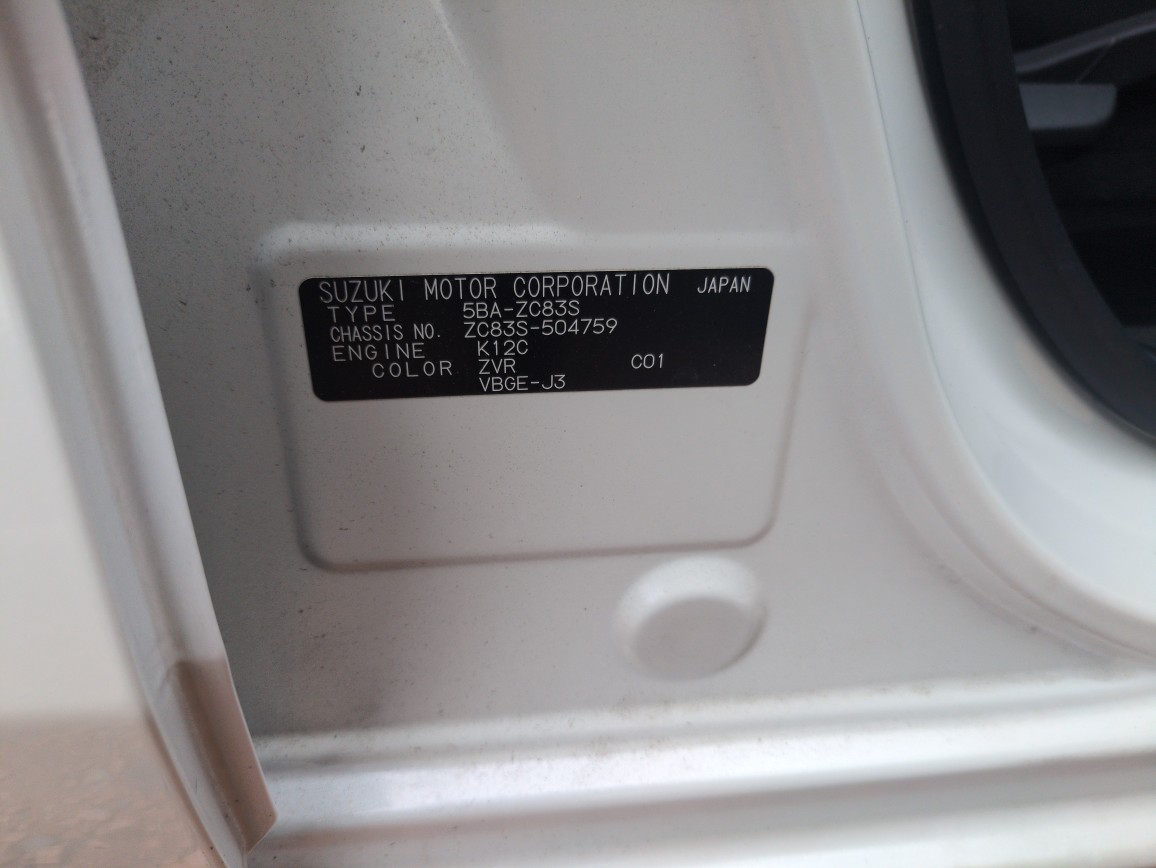 SUZUKI MOTOR CORPORATION JAPAN
TYPE 5BA-ZC83S
CHASSIS NO. ZC83S-504759
ENGINE K12C
COLOR ZVR C01
VBGE-J3